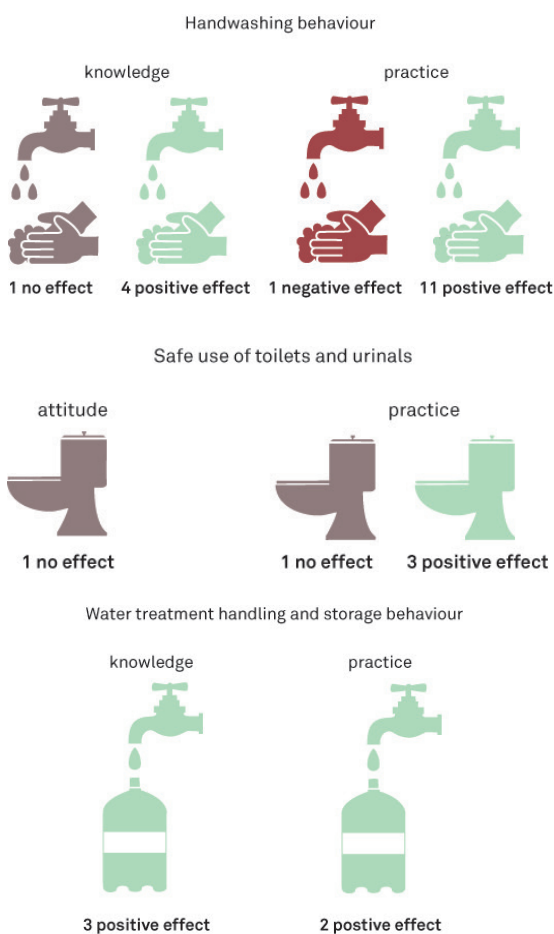 Handwashing behaviour
knowledge
practice
1 no effect
4 positive effect
1 negative effect
11 postive effect
Safe use of toilets and urinals
attitude
practice
1 no effect
1 no effect
3 positive effect
Water treatment handling and storage behaviour
knowledge
practice
3 positive effect
2 postive effect